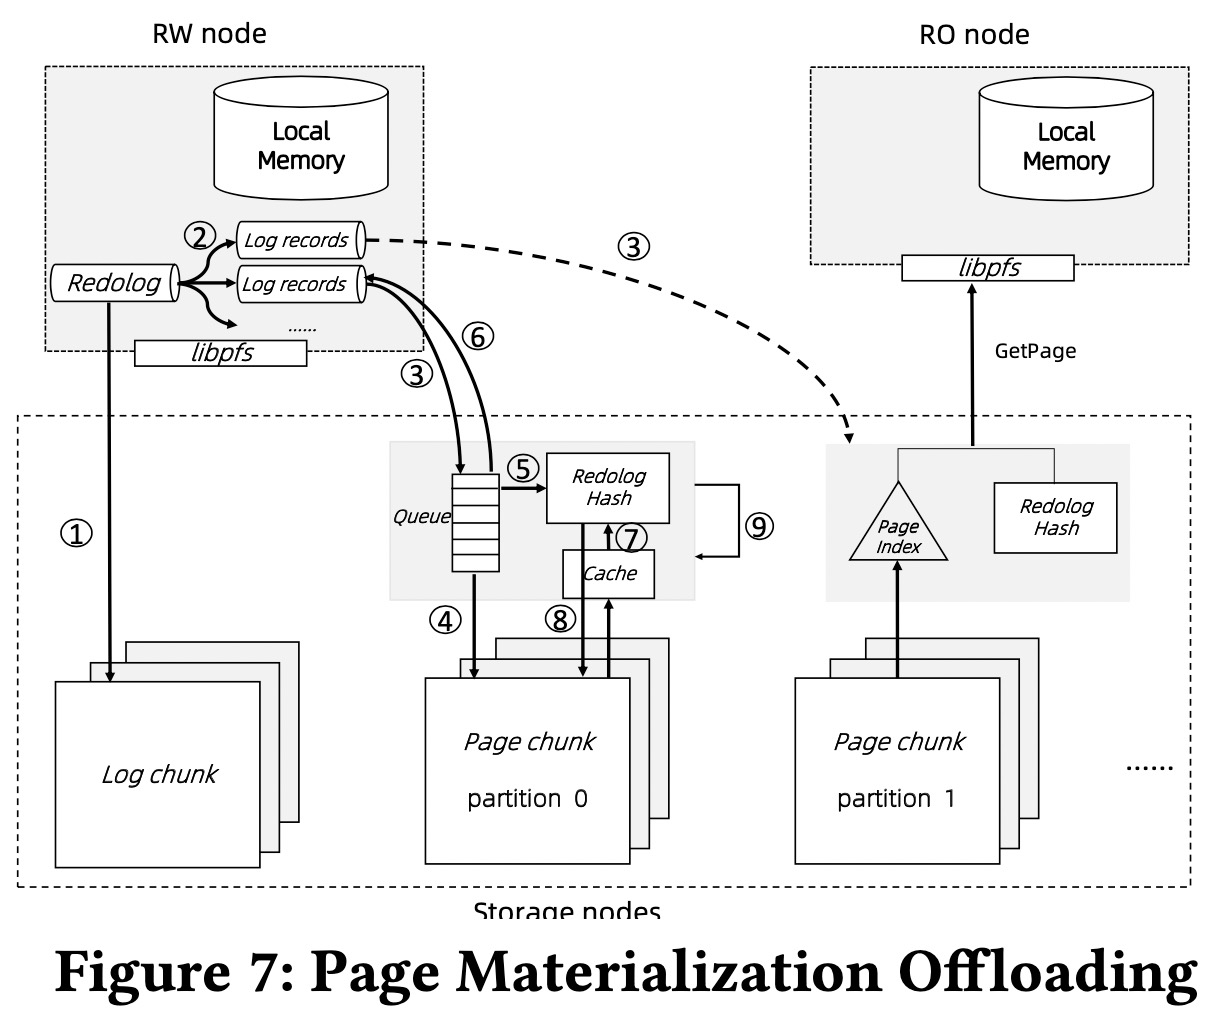 RW node
RO node
Local
Memory
Local
Memory
②
Log records
③
Redolog
Log records
libpfs
......
⑥
libpfs
GetPage
③
⑤
Redolog
Hash
Queue
①
⑦
⑨
Page
Index
Redolog
Hash
Cache
④
⑧
Page chunk
Page chunk
Log chunk
......
partition 0
partition 1
Storage nodes
Figure 7: Page Materialization Offloading